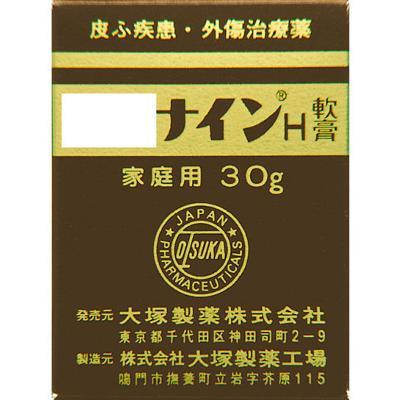 皮ふ疾患・外傷治療薬
ナイン®H軟膏
家庭用 30g
JAPAN
OTSUKA
PHARMACEUTICALS
発売元 大塚製薬株式会社
東京都千代田区神田司町2-9
製造元 株式会社大塚製薬工場
鳴門市撫養町立岩字芥原115